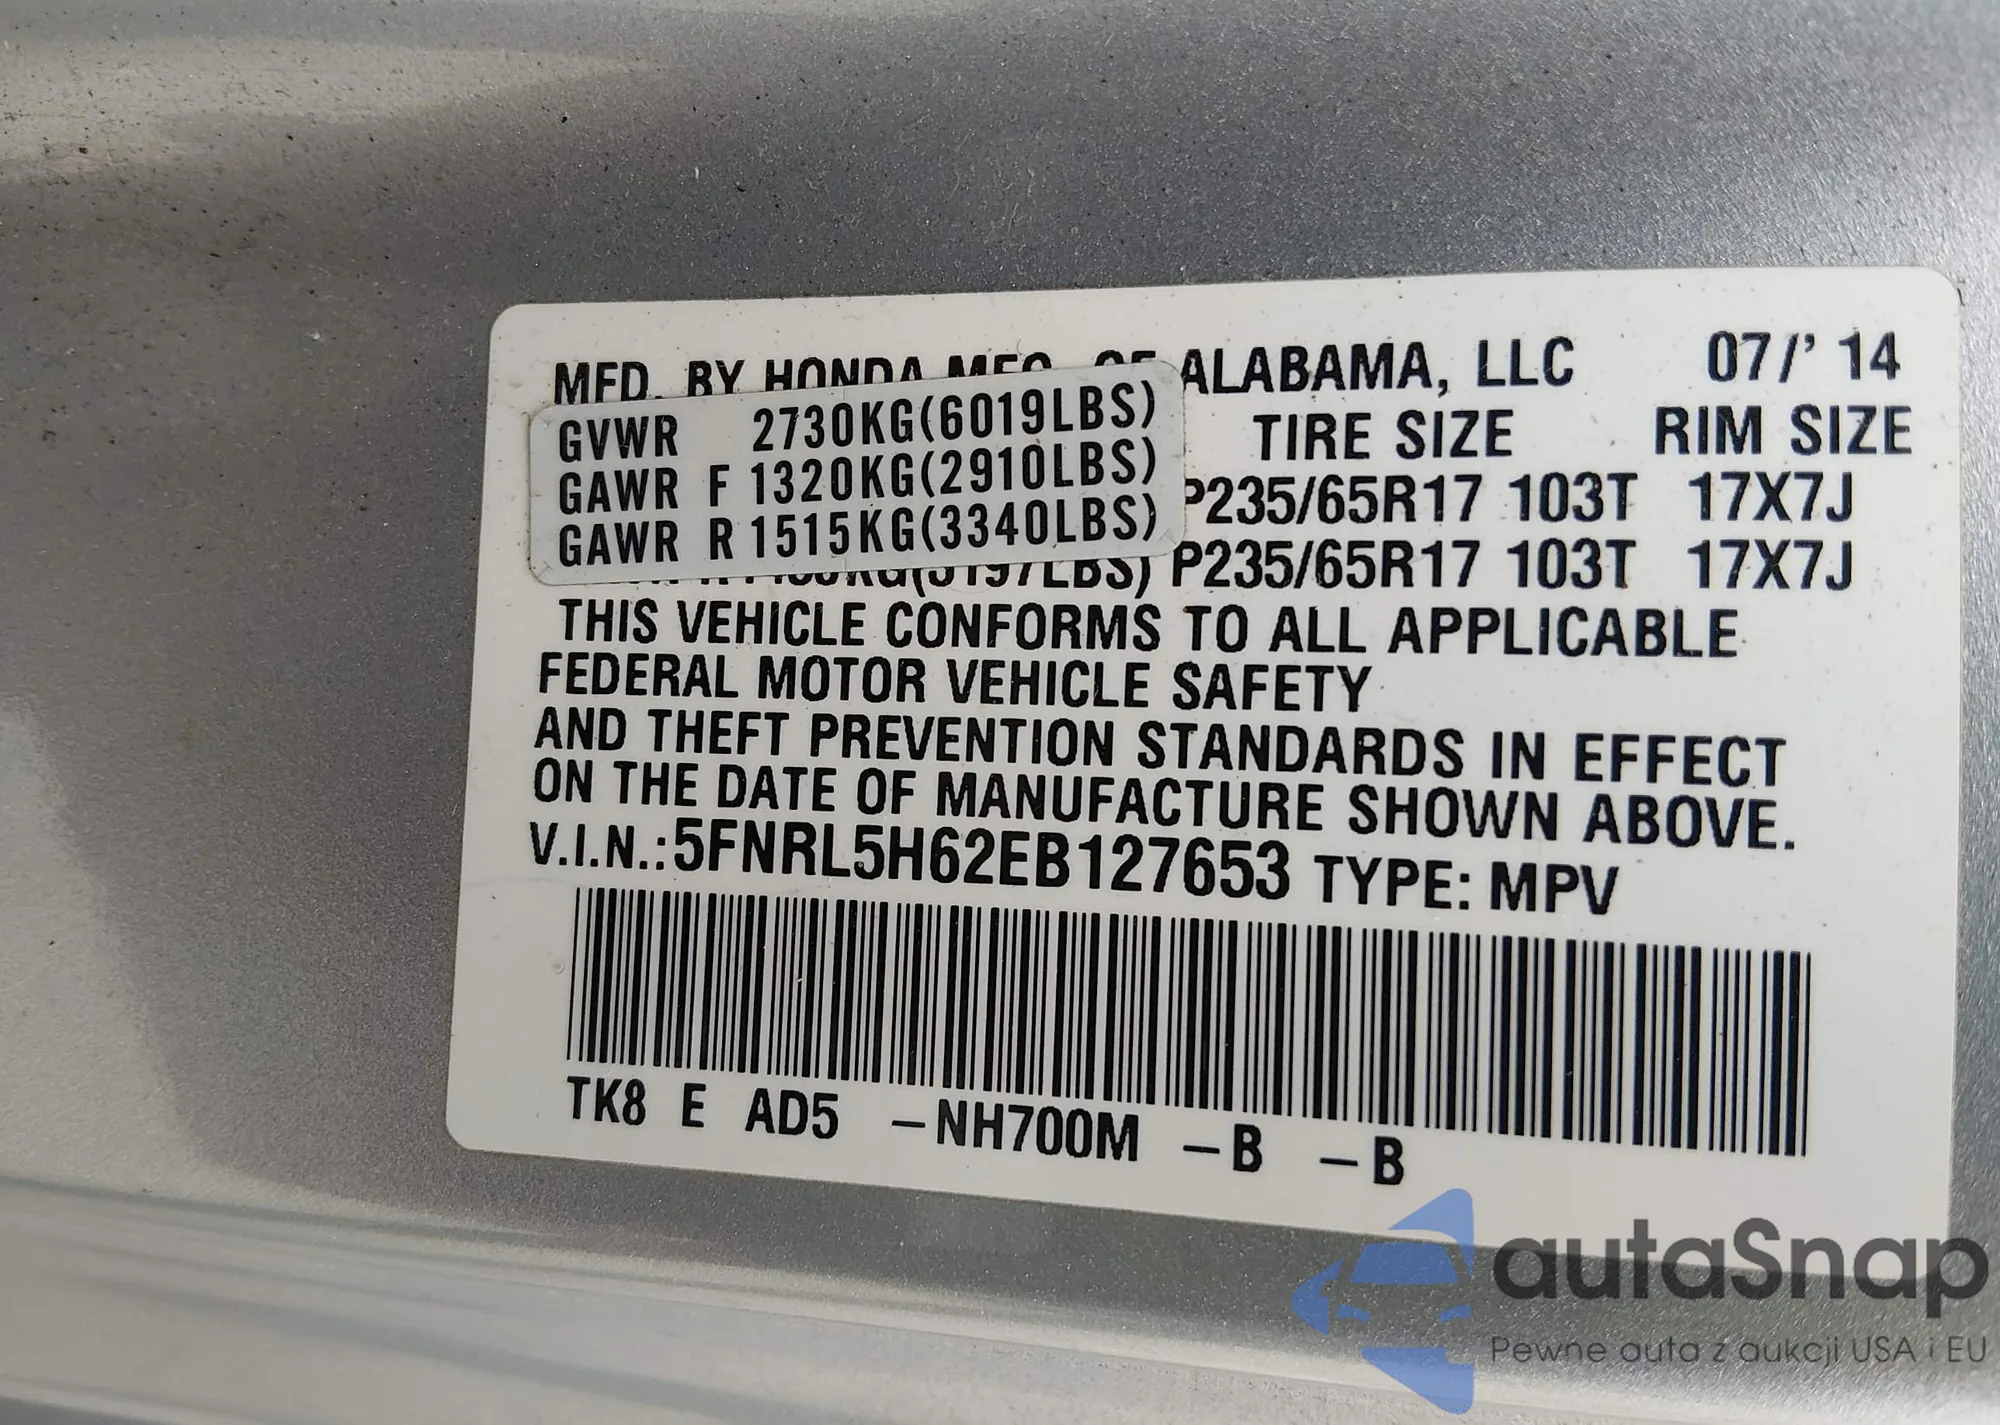 MFD. BY HONDA MFG. OF ALABAMA, LLC 07/' 14
GVWR 2730KG(6019LBS) TIRE SIZE RIM SIZE
GAWR F 1320KG(2910LBS) P235/65R17 103T 17X7J
GAWR R 1515KG(3340LBS)
(3197LBS) P235/65R17 103T 17X7J
THIS VEHICLE CONFORMS TO ALL APPLICABLE
FEDERAL MOTOR VEHICLE SAFETY
AND THEFT PREVENTION STANDARDS IN EFFECT
ON THE DATE OF MANUFACTURE SHOWN ABOVE.
V.I.N.:5FNRL5H62EB127653 TYPE: MPV
TK8 E AD5 –NH700M –B –B
autaSnap
Pewne auta z aukcji USA i EU